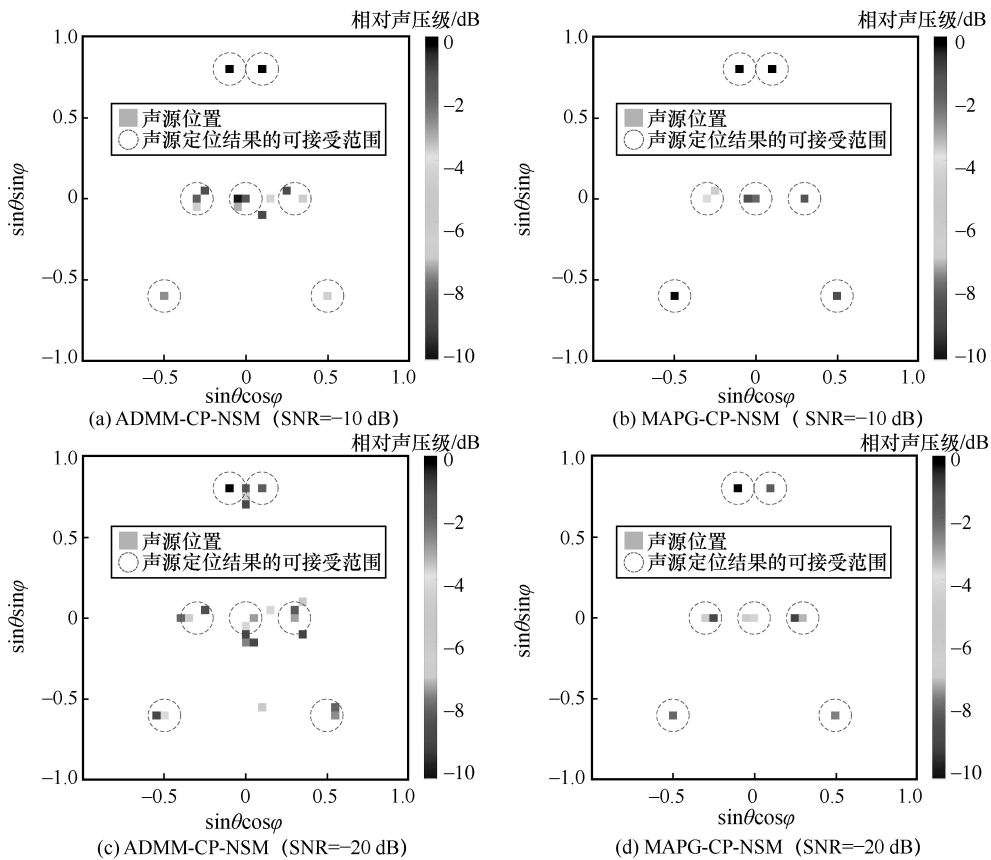 相对声压级/dB
1.0
0.5
0
−0.5
−1.0
sinθsinφ
声源位置
声源定位结果的可接受范围
0
−2
−4
−6
−8
−10
−0.5
0
0.5
1.0
sinθcosφ
(a) ADMM-CP-NSM（SNR=−10 dB）
相对声压级/dB
1.0
0.5
0
−0.5
−1.0
sinθsinφ
声源位置
声源定位结果的可接受范围
0
−2
−4
−6
−8
−10
−0.5
0
0.5
1.0
sinθcosφ
(b) MAPG-CP-NSM（ SNR=−10 dB）
相对声压级/dB
1.0
0.5
0
−0.5
−1.0
sinθsinφ
声源位置
声源定位结果的可接受范围
0
−2
−4
−6
−8
−10
−0.5
0
0.5
1.0
sinθcosφ
(c) ADMM-CP-NSM（SNR=−20 dB）
相对声压级/dB
1.0
0.5
0
−0.5
−1.0
sinθsinφ
声源位置
声源定位结果的可接受范围
0
−2
−4
−6
−8
−10
−0.5
0
0.5
1.0
sinθcosφ
(d) MAPG-CP-NSM（SNR=−20 dB）